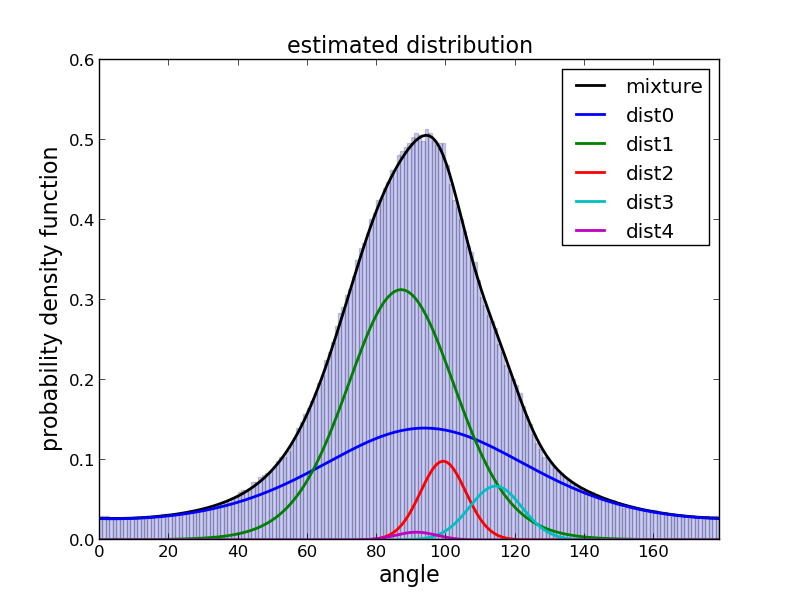 estimated distribution
probability density function
0.6
0.5
0.4
0.3
0.2
0.1
0.0
0 20 40 60 80 100 120 140 160
angle
mixture
dist0
dist1
dist2
dist3
dist4